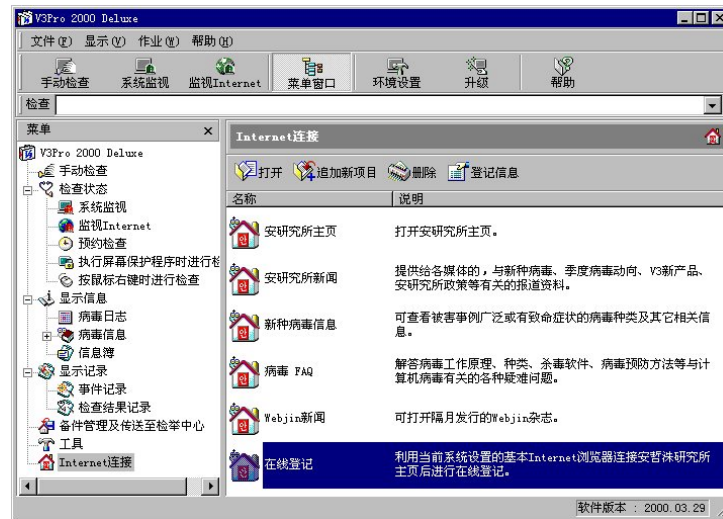 V3Pro 2000 Deluxe
文件(F) 显示(V) 作业(W) 帮助(H)
手动检查 系统监视 监视Internet 菜单窗口 环境设置 升级 帮助
检查
菜单
V3Pro 2000 Deluxe
手动检查
检查状态
系统监视
监视Internet
预约检查
执行屏幕保护程序时进行检
按鼠标右键时进行检查
显示信息
病毒日志
病毒信息
信息簿
显示记录
事件记录
检查结果记录
备件管理及传送至检举中心
工具
Internet连接
Internet连接
打开 追加新项目 删除 登记信息
名称 说明
安研究所主页 打开安研究所主页。
安研究所新闻 提供给各媒体的,与新种病毒、季度病毒动向、V3新产品、
安研究所政策等有关的报道资料。
新种病毒信息 可查看被害事例广泛或有致命症状的病毒种类及其它相关信
息。
病毒 FAQ 解答病毒工作原理、种类、杀毒软件、病毒预防方法等与计
算机病毒有关的各种疑难问题。
Webjin新闻 可打开隔月发行的Webjin杂志。
在线登记 利用当前系统设置的基本Internet浏览器连接安哲洙研究所
主页后进行在线登记。
软件版本 : 2000.03.29